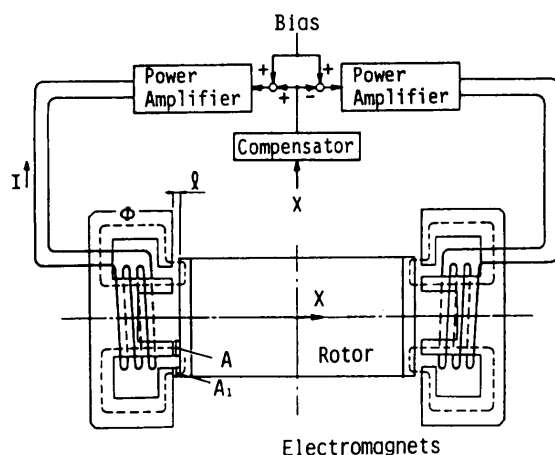 Bias
Power
Amplifier
+
+
+
-
Power
Amplifier
Compensator
I
X
ℓ
Φ
X
A
Rotor
A₁
Electromagnets